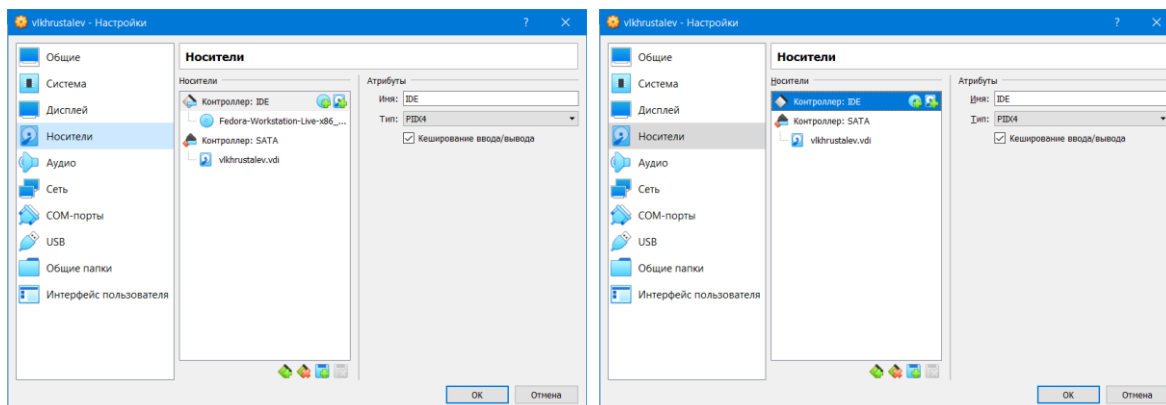 vlkhrustalev - Настройки
Общие
Система
Дисплей
Носители
Аудио
Сеть
COM-порты
USB
Общие папки
Интерфейс пользователя
Носители
Носители
Контроллер: IDE
Fedora-Workstation-Live-x86_...
Контроллер: SATA
vlkhrustalev.vdi
Атрибуты
Имя: IDE
Тип: PIIX4
Кеширование ввода/вывода
OK Отмена
vlkhrustalev - Настройки
Общие
Система
Дисплей
Носители
Аудио
Сеть
COM-порты
USB
Общие папки
Интерфейс пользователя
Носители
Носители
Контроллер: IDE
Контроллер: SATA
vlkhrustalev.vdi
Атрибуты
Имя: IDE
Тип: PIIX4
Кеширование ввода/вывода
OK Отмена